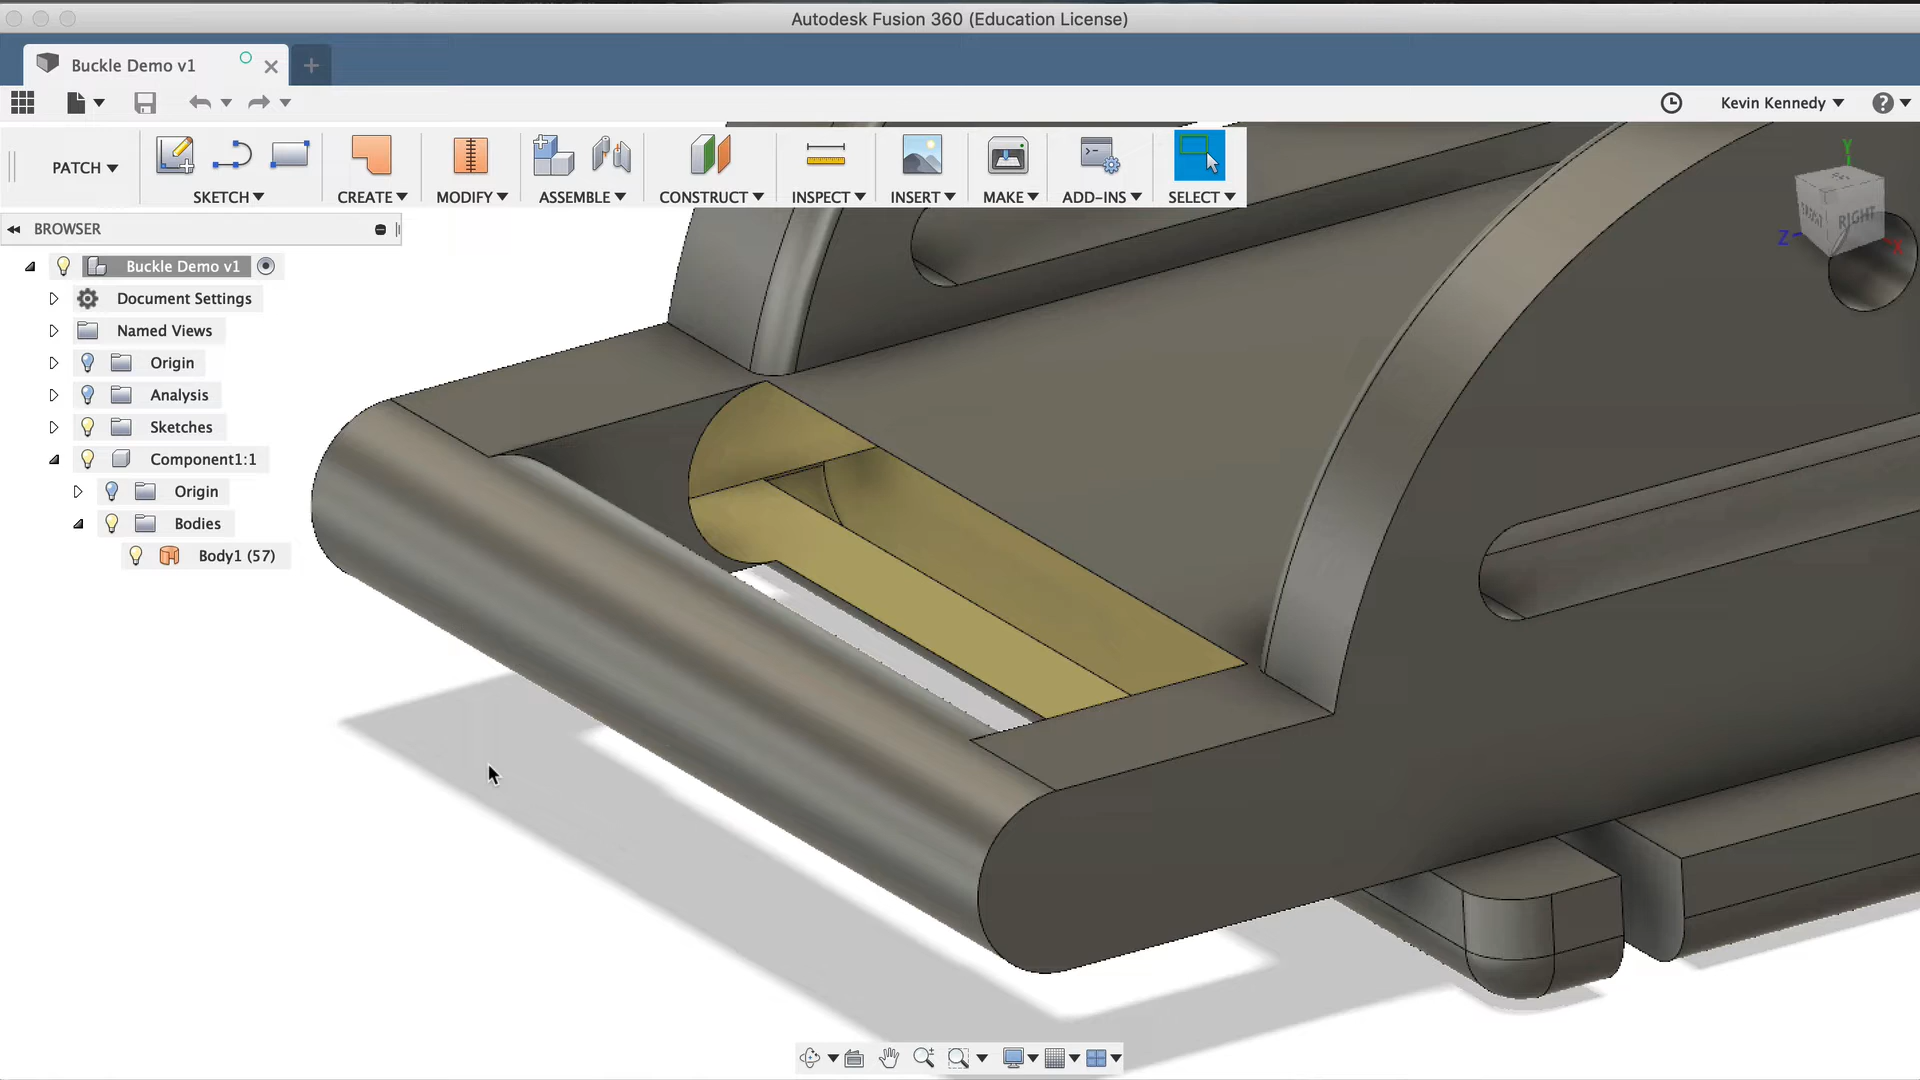 Autodesk Fusion 360 (Education License)
Buckle Demo v1
Kevin Kennedy
PATCH
SKETCH
CREATE
MODIFY
ASSEMBLE
CONSTRUCT
INSPECT
INSERT
MAKE
ADD-INS
SELECT
BROWSER
Buckle Demo v1
Document Settings
Named Views
Origin
Analysis
Sketches
Component1:1
Origin
Bodies
Body1 (57)
Y
RIGHT
Z
X